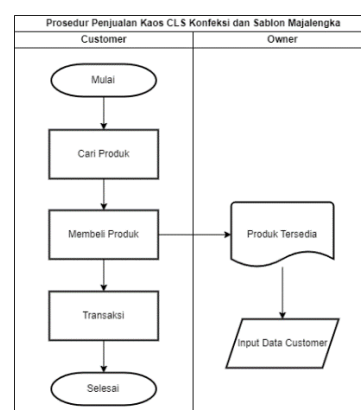 Prosedur Penjualan Kaos CLS Konfeksi dan Sablon Majalengka
Customer
Owner
Mulai
Cari Produk
Membeli Produk
Produk Tersedia
Transaksi
Input Data Customer
Selesai